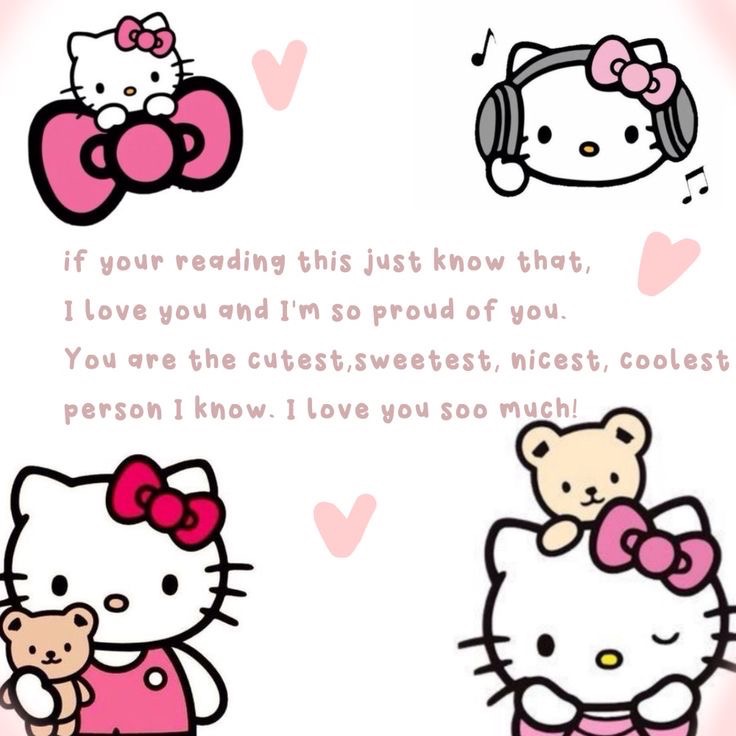 if your reading this just know that,
I love you and I'm so proud of you.
You are the cutest,sweetest, nicest, coolest
person I know. I love you soo much!